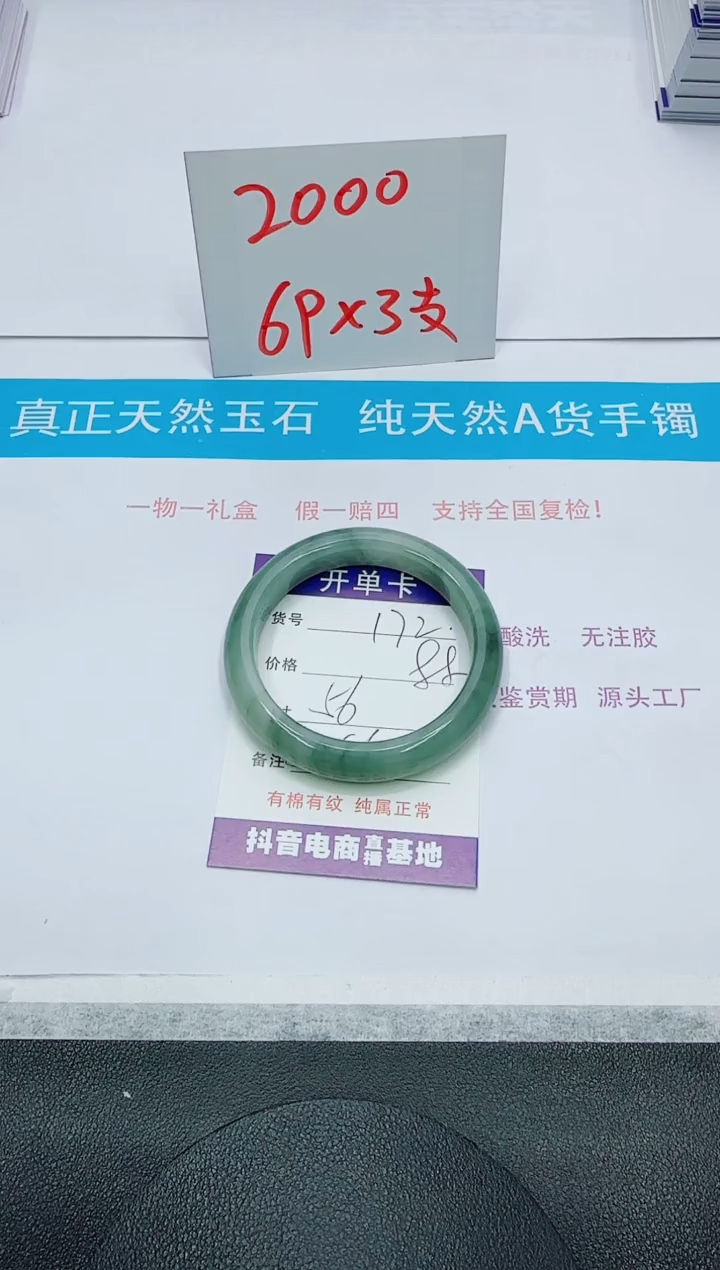 2000
6P×3支
真正天然玉石 纯天然A货手镯
一物一礼盒 假一赔四 支持全国复检！
开单卡
货号 172.
酸洗 无注胶
价格 88
鉴赏期 源头工厂
56
备注
有棉有纹 纯属正常
抖音电商直播基地